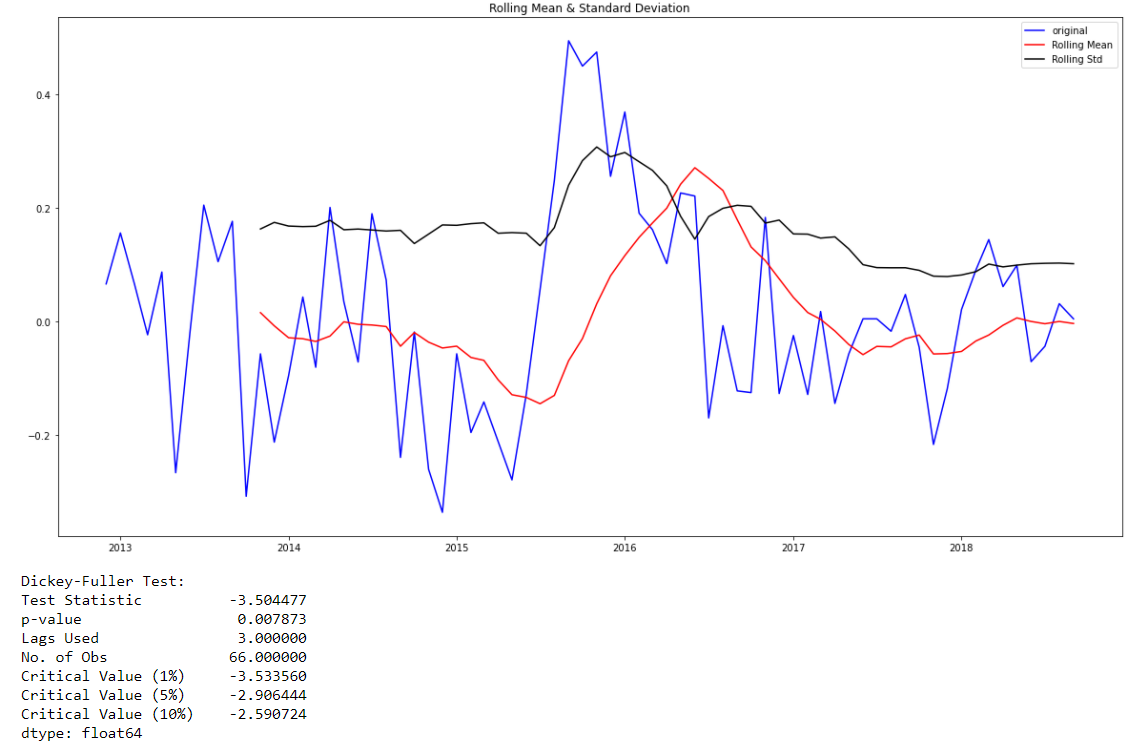 Rolling Mean & Standard Deviation
original
Rolling Mean
Rolling Std
0.4
0.2
0.0
−0.2
2013 2014 2015 2016 2017 2018
Dickey-Fuller Test:
Test Statistic -3.504477
p-value 0.007873
Lags Used 3.000000
No. of Obs 66.000000
Critical Value (1%) -3.533560
Critical Value (5%) -2.906444
Critical Value (10%) -2.590724
dtype: float64